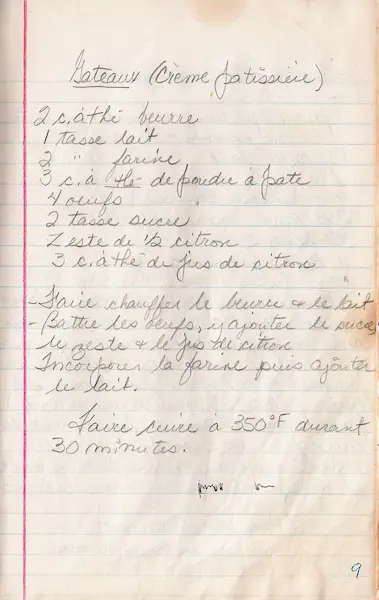 Gateaux (Crème patissière)
2 c. à thé beurre
1 tasse lait
2 " farine
3 c. à thé de poudre à pate
4 oeufs
2 tasse sucre
Zeste de ½ citron
3 c. à thé de jus de citron
- Faire chauffer le beurre & le lait
- Battre les oeufs, y ajouter le sucre,
le zeste & le jus de citron
Incorporer la farine puis ajouter
le lait.
Faire cuire à 350°F durant
30 minutes.
9